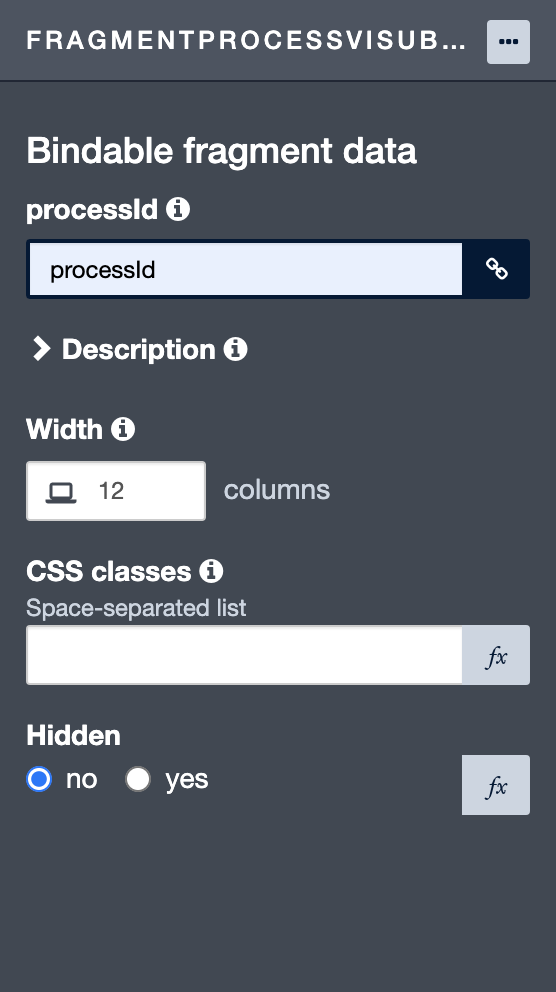 FRAGMENTPROCESSVISUB...
Bindable fragment data
processId
processId
Description
Width
12 columns
CSS classes
Space-separated list
fx
Hidden
no yes
fx